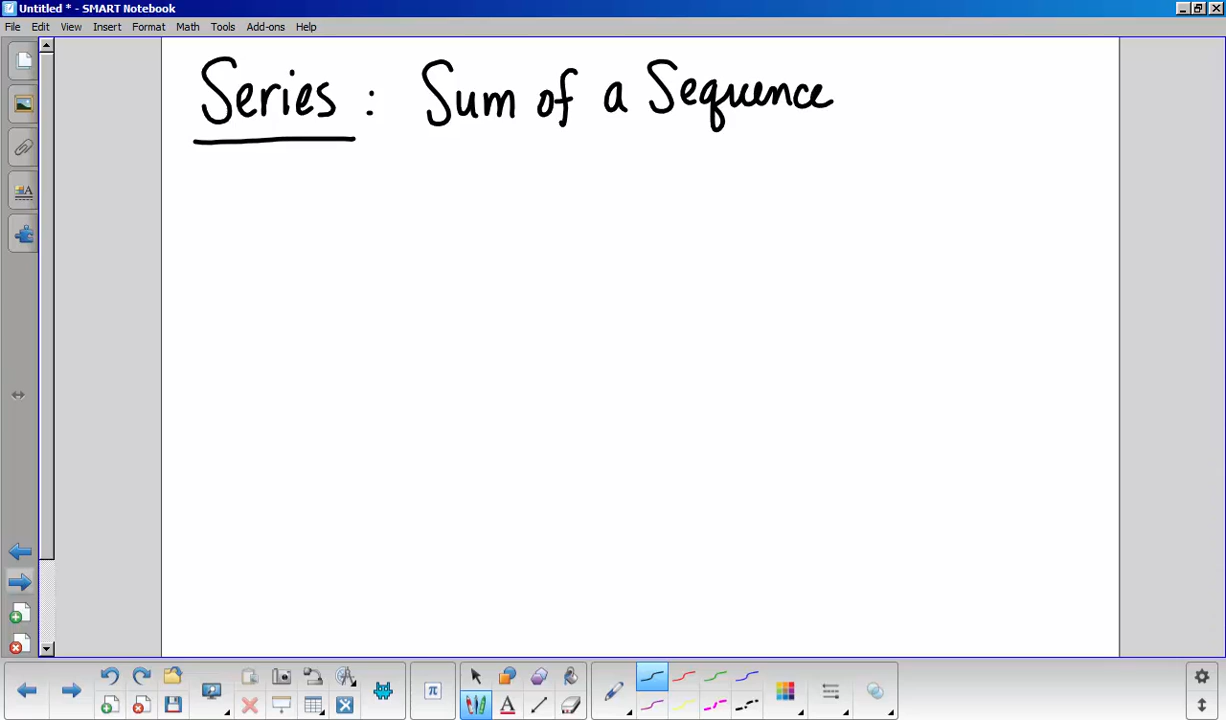 Untitled * - SMART Notebook
File Edit View Insert Format Math Tools Add-ons Help
Series : Sum of a Sequence